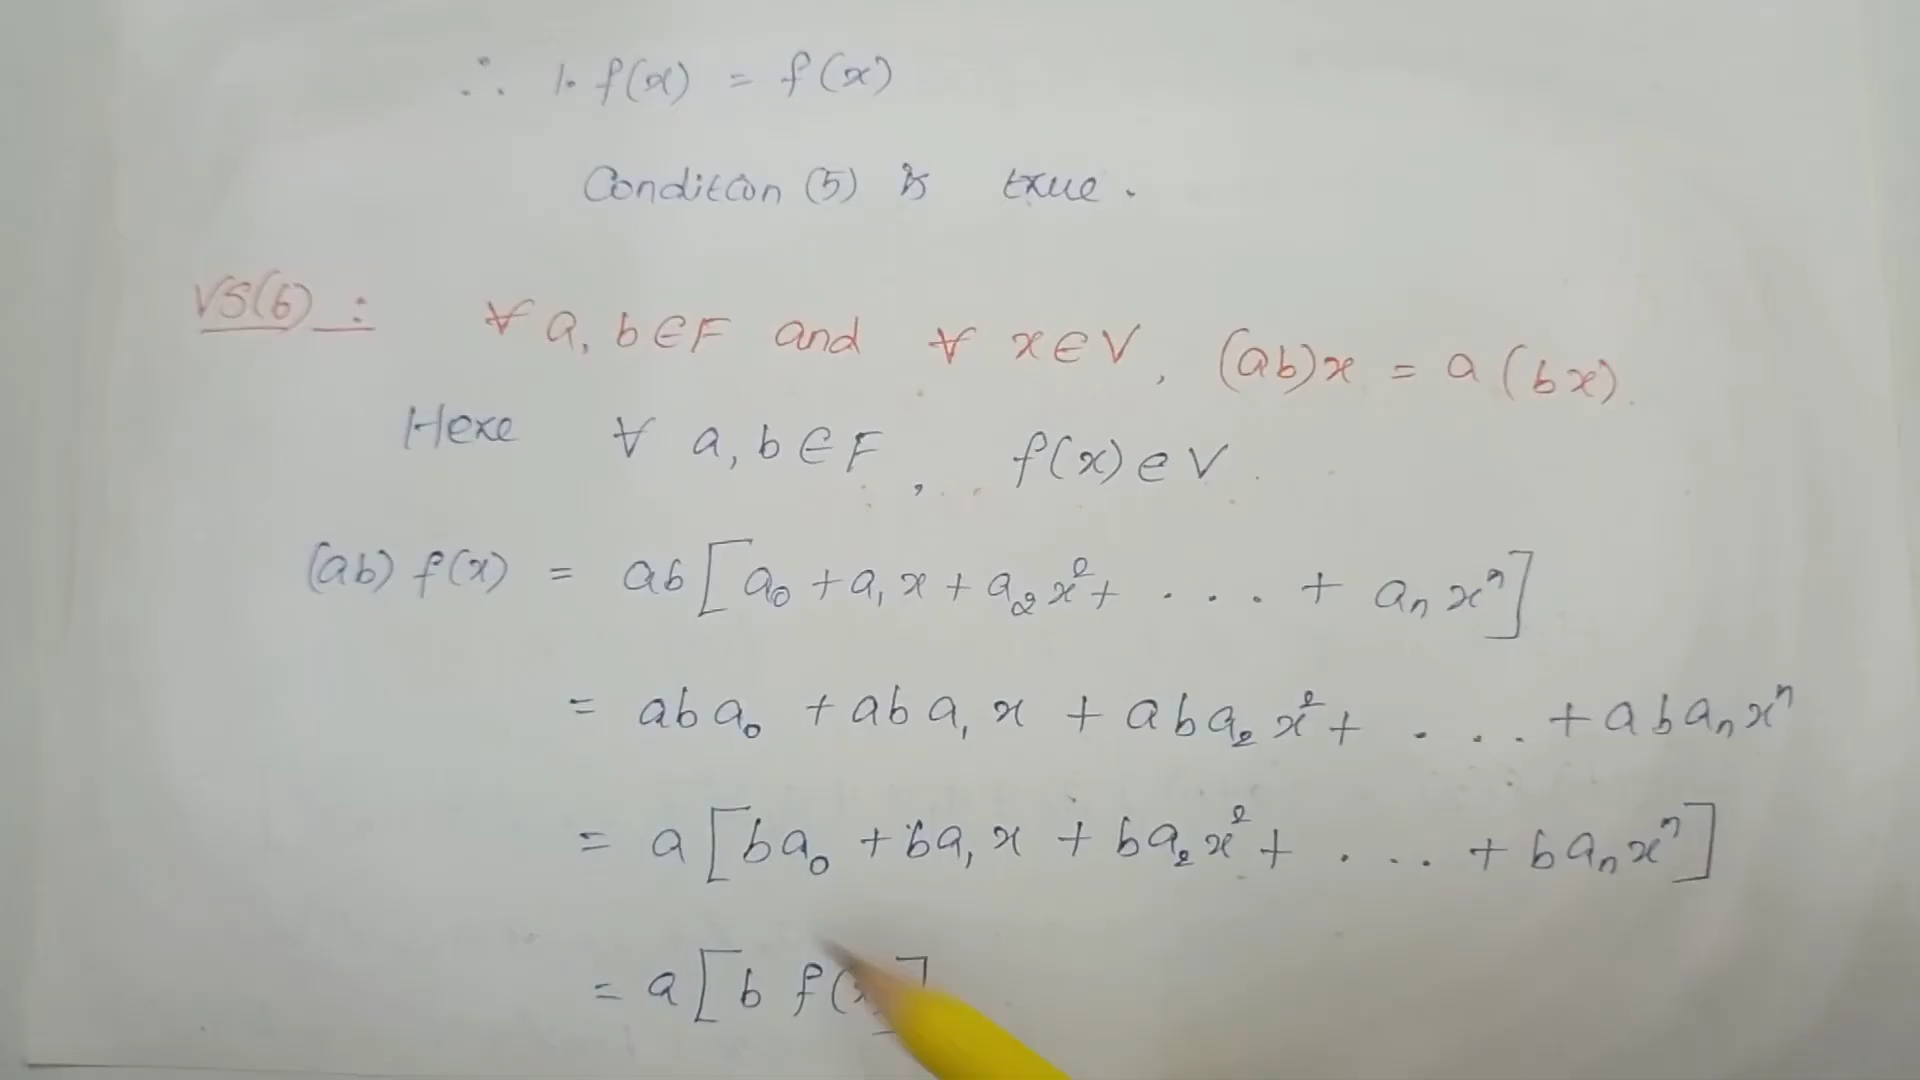 ∴ 1. f(x) = f(x)
Condition (5) is true.
VS(6) : ∀ a, b ∈ F and ∀ x ∈ V, (ab)x = a (bx).
Here ∀ a, b ∈ F, f(x) ∈ V.
(ab) f(x) = ab[a₀ + a₁x + a₂x² + . . . . + aₙxⁿ]
= aba₀ + aba₁x + aba₂x² + . . . . + abaₙxⁿ
= a[ba₀ + ba₁x + ba₂x² + . . . . + baₙxⁿ]
= a[b f(x)]